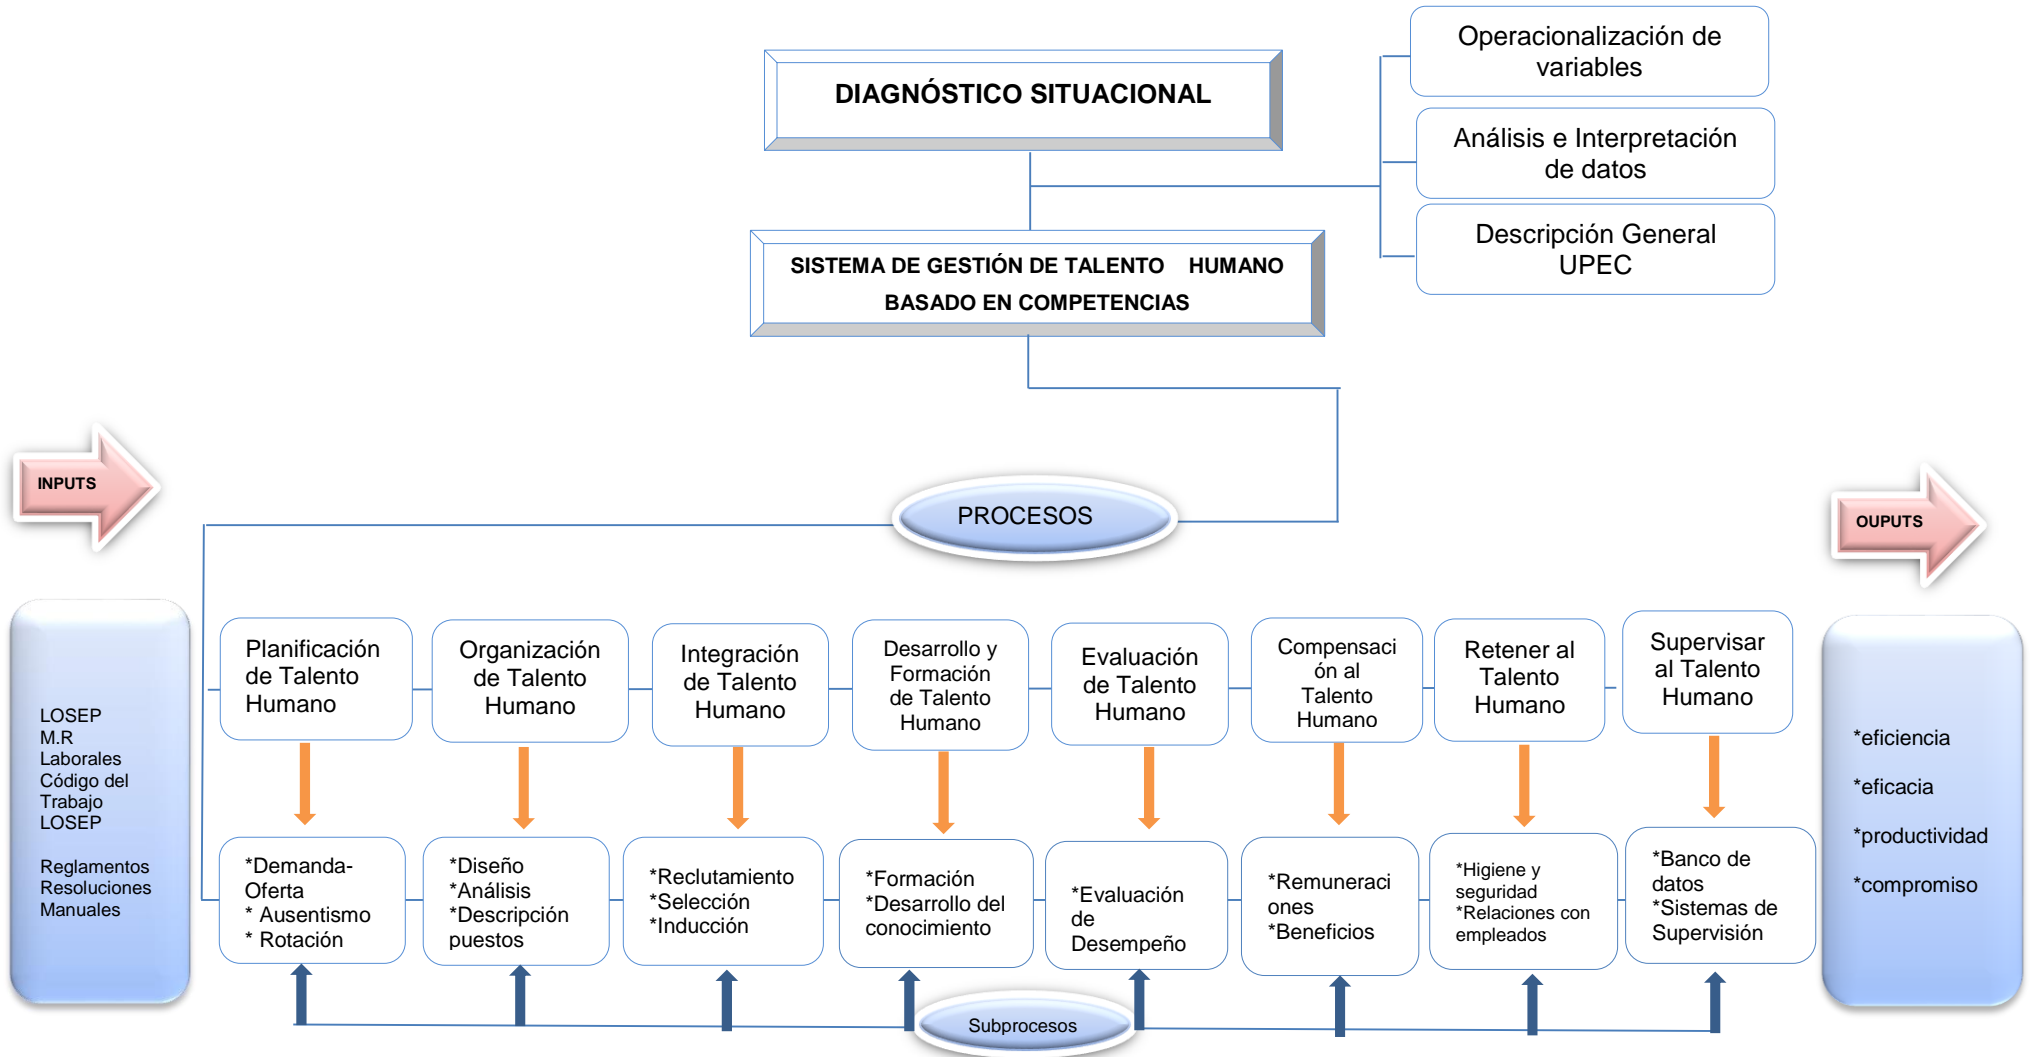 Operacionalización de
variables
DIAGNÓSTICO SITUACIONAL
Análisis e Interpretación
de datos
Descripción General
UPEC
SISTEMA DE GESTIÓN DE TALENTO HUMANO
BASADO EN COMPETENCIAS
INPUTS
PROCESOS
OUPUTS
LOSEP
M.R
Laborales
Código del
Trabajo
LOSEP
Reglamentos
Resoluciones
Manuales
Planificación
de Talento
Humano
Organización
de Talento
Humano
Integración
de Talento
Humano
Desarrollo y
Formación
de Talento
Humano
Evaluación
de Talento
Humano
Compensaci
ón al
Talento
Humano
Retener al
Talento
Humano
Supervisar
al Talento
Humano
*Demanda-
Oferta
* Ausentismo
* Rotación
*Diseño
*Análisis
*Descripción
puestos
*Reclutamiento
*Selección
*Inducción
*Formación
*Desarrollo del
conocimiento
*Evaluación
de
Desempeño
*Remuneraci
ones
*Beneficios
*Higiene y
seguridad
*Relaciones con
empleados
*Banco de
datos
*Sistemas de
Supervisión
*eficiencia
*eficacia
*productividad
*compromiso
Subprocesos